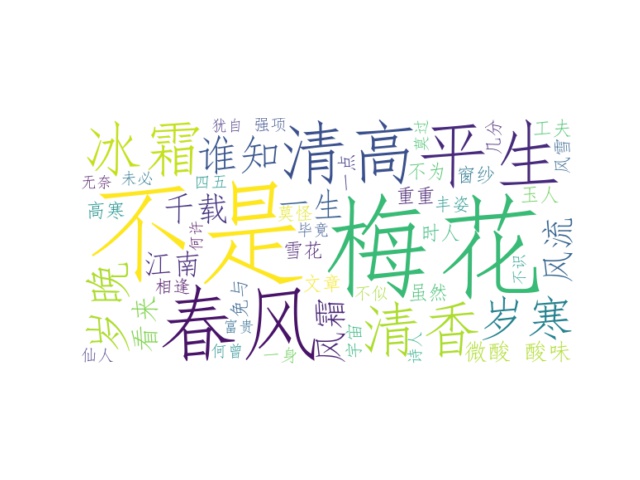 犹自 强项 莫过 几分 工夫
冰霜 谁知 清高 平生 风雪
无奈 未必 四五 一点 不为 窗纱
高寒 千载 莫怪 一生 重重 丰姿 玉人
不是 梅花
何许 毕竟 时人 风流
江南 雪花 不识
岁晚 相逢 文章 不似 虽然
看来 春风 免与 风霜 清香 岁寒
富贵 宇宙 诗人
仙人 何曾 一身 微酸 酸味